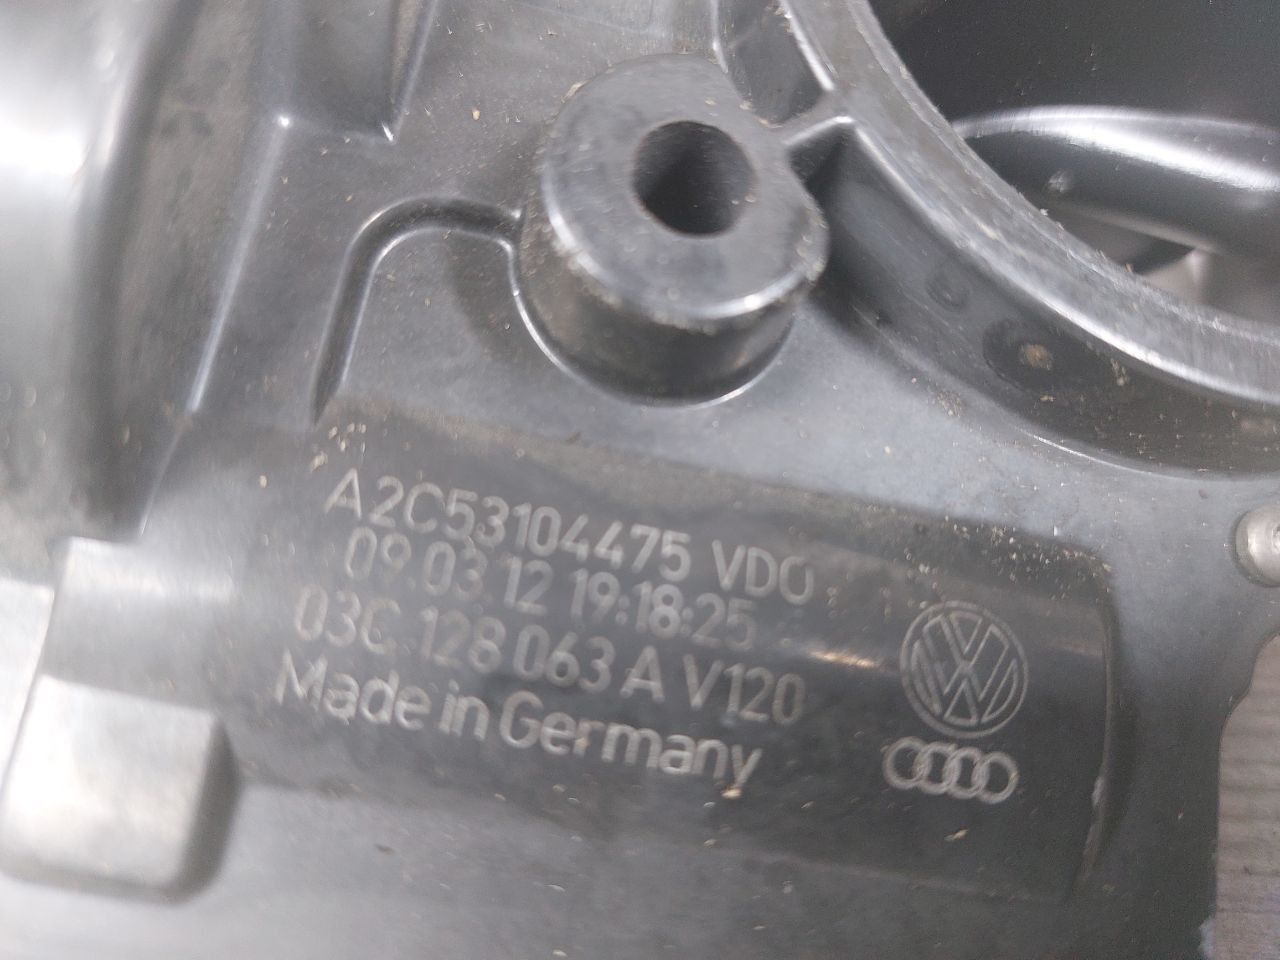 A2C53104475 VDO
09.03.12 19:18:25
03C 128 063 A V120
Made in Germany